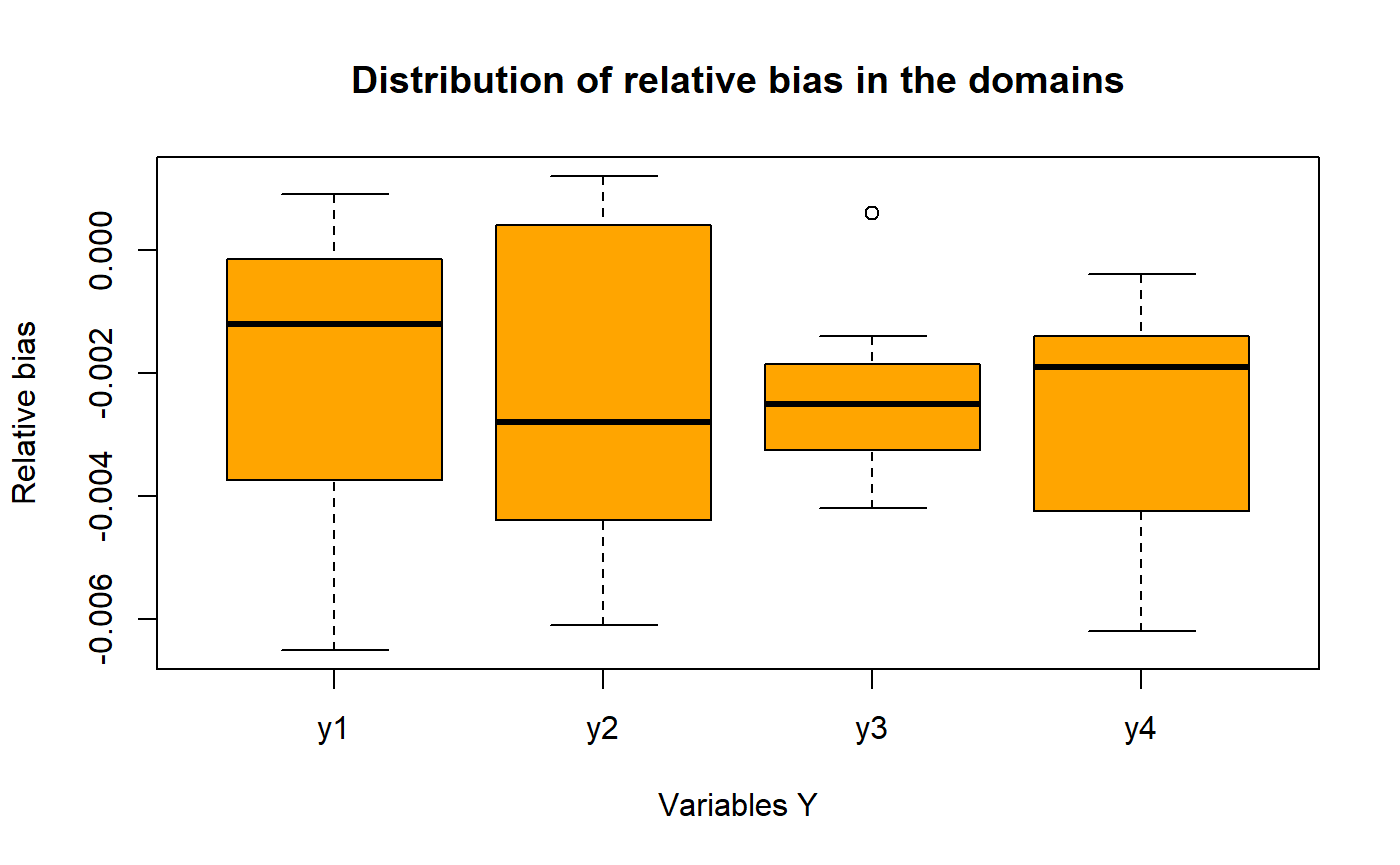 Distribution of relative bias in the domains
Relative bias
0.000
-0.002
-0.004
-0.006
y1 y2 y3 y4
Variables Y